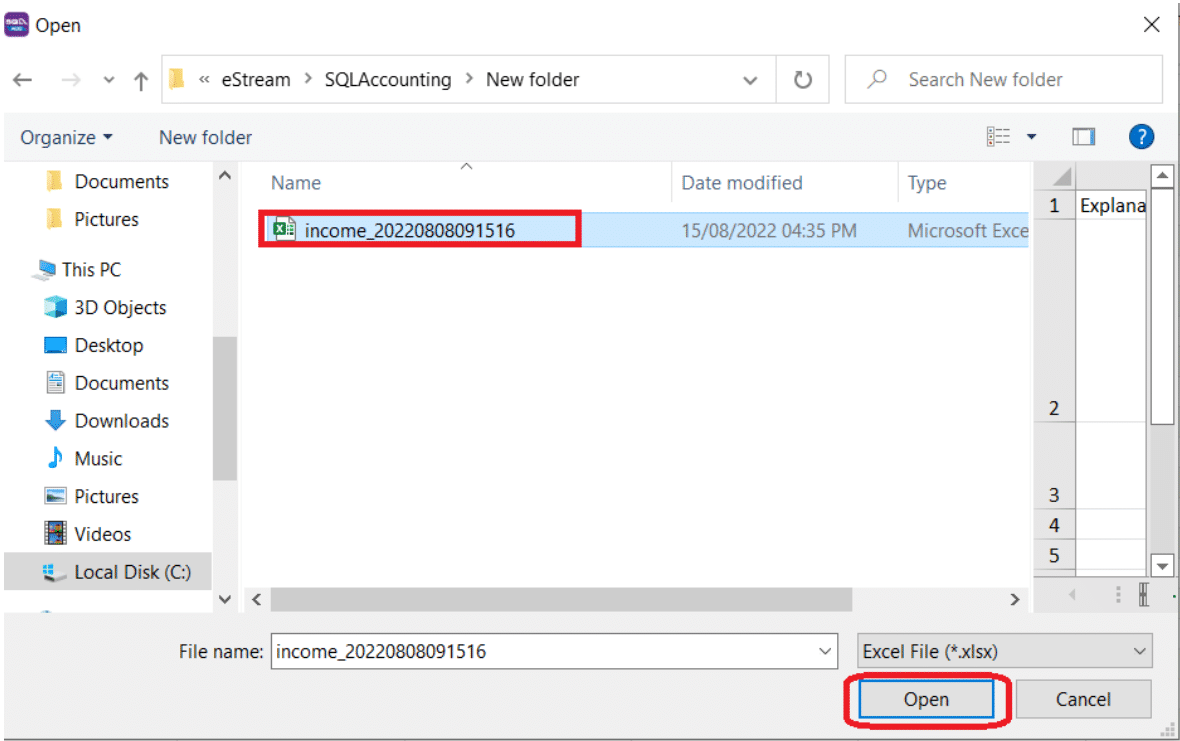 Open
« eStream > SQLAccounting > New folder
Search New folder
Organize
New folder
Documents
Pictures
This PC
3D Objects
Desktop
Documents
Downloads
Music
Pictures
Videos
Local Disk (C:)
Name Date modified Type
income_20220808091516 15/08/2022 04:35 PM Microsoft Exce
1 Explana
2
3
4
5
File name: income_20220808091516 Excel File (*.xlsx)
Open Cancel